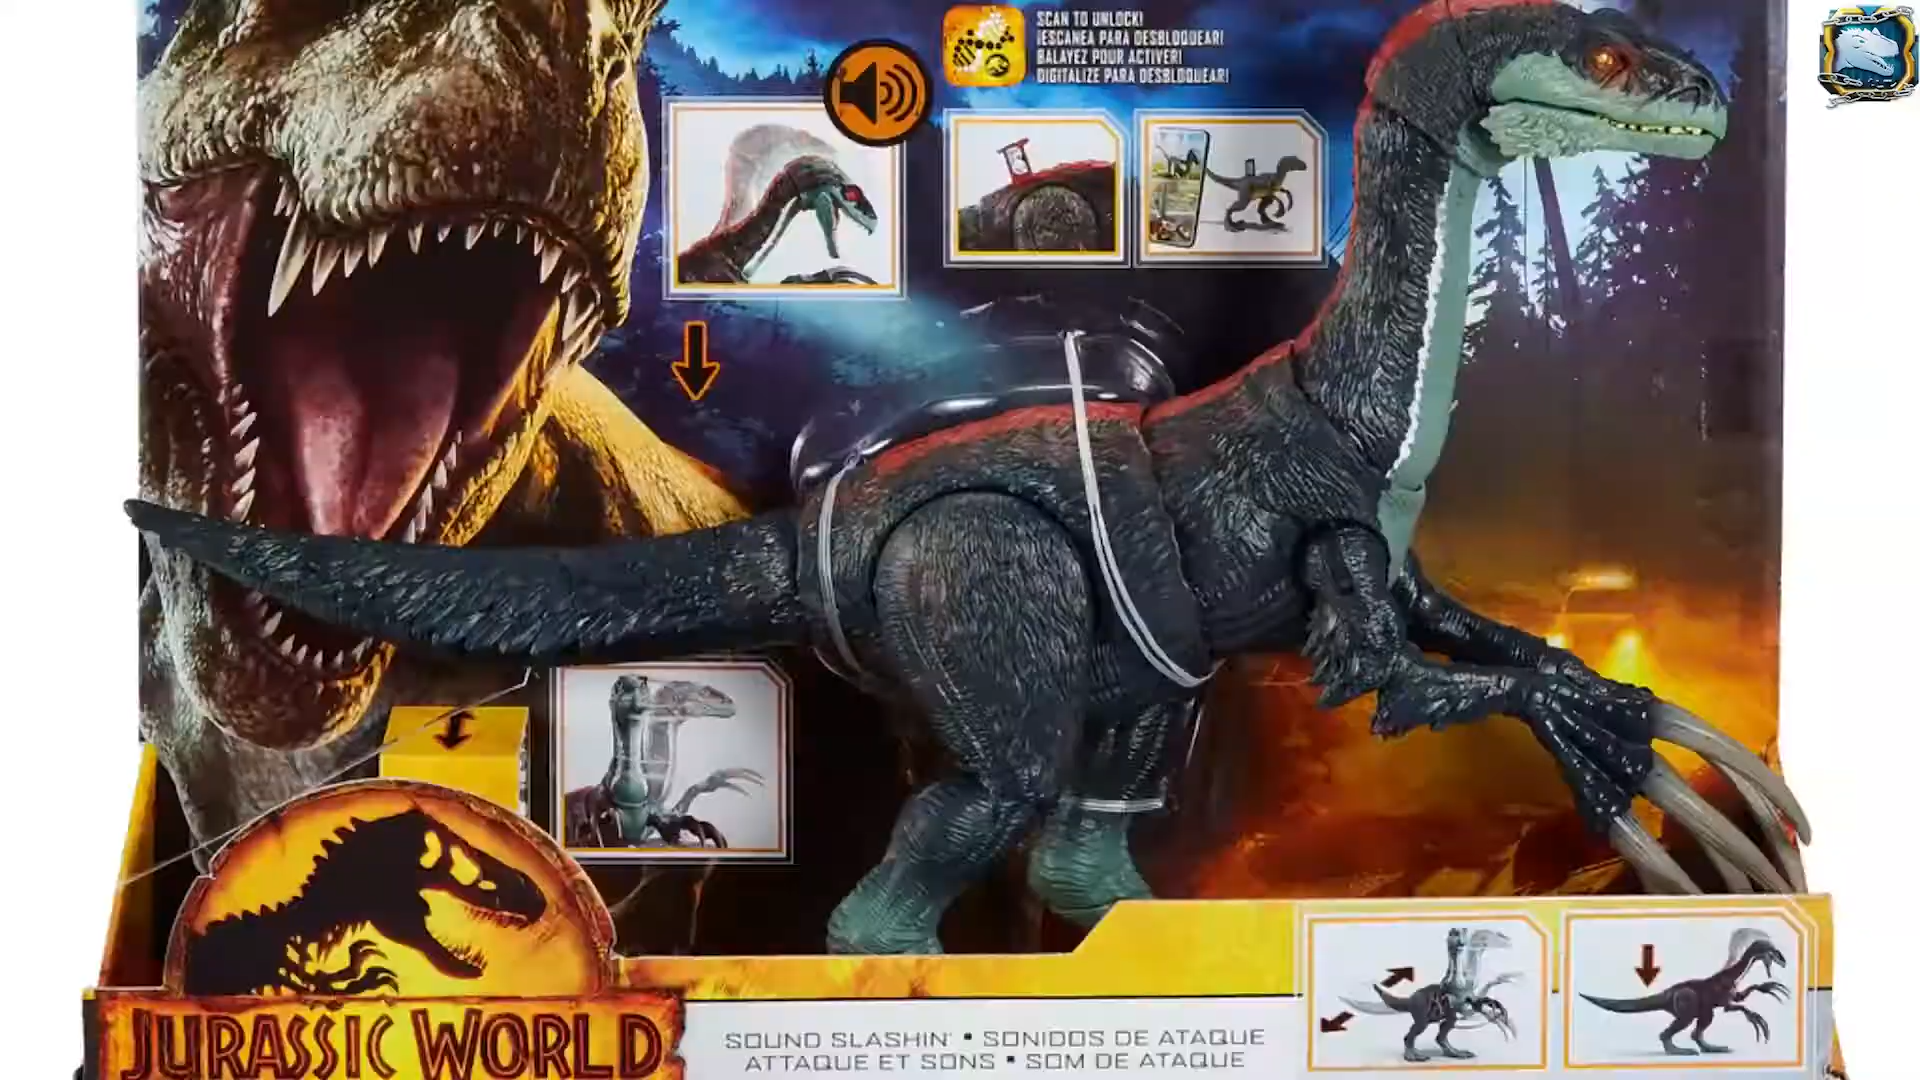 SCAN TO UNLOCK!
¡ESCANEA PARA DESBLOQUEAR!
BALAYEZ POUR ACTIVER!
DIGITALIZE PARA DESBLOQUEAR!
JURASSIC WORLD
SOUND SLASHIN' • SONIDOS DE ATAQUE
ATTAQUE ET SONS • SOM DE ATAQUE